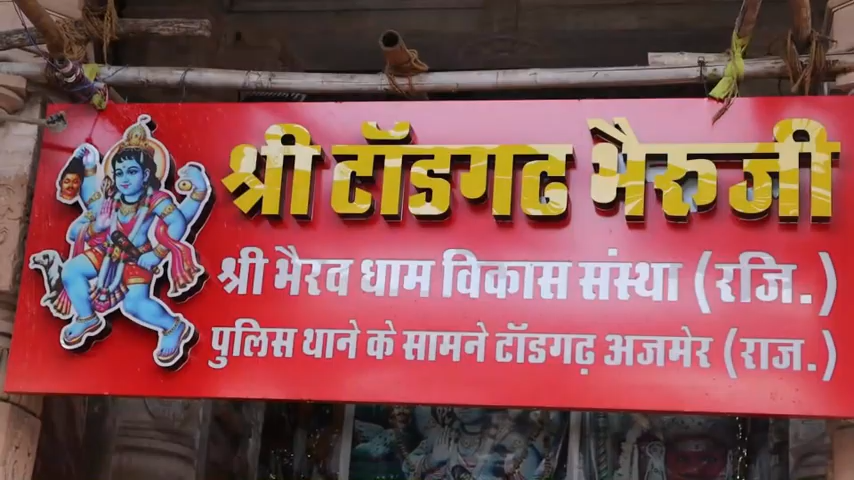 श्री टॉडगढ भैरुजी
श्री भैरव धाम विकास संस्था (रजि.)
पुलिस थाने के सामने टॉडगढ़ अजमेर (राज.)